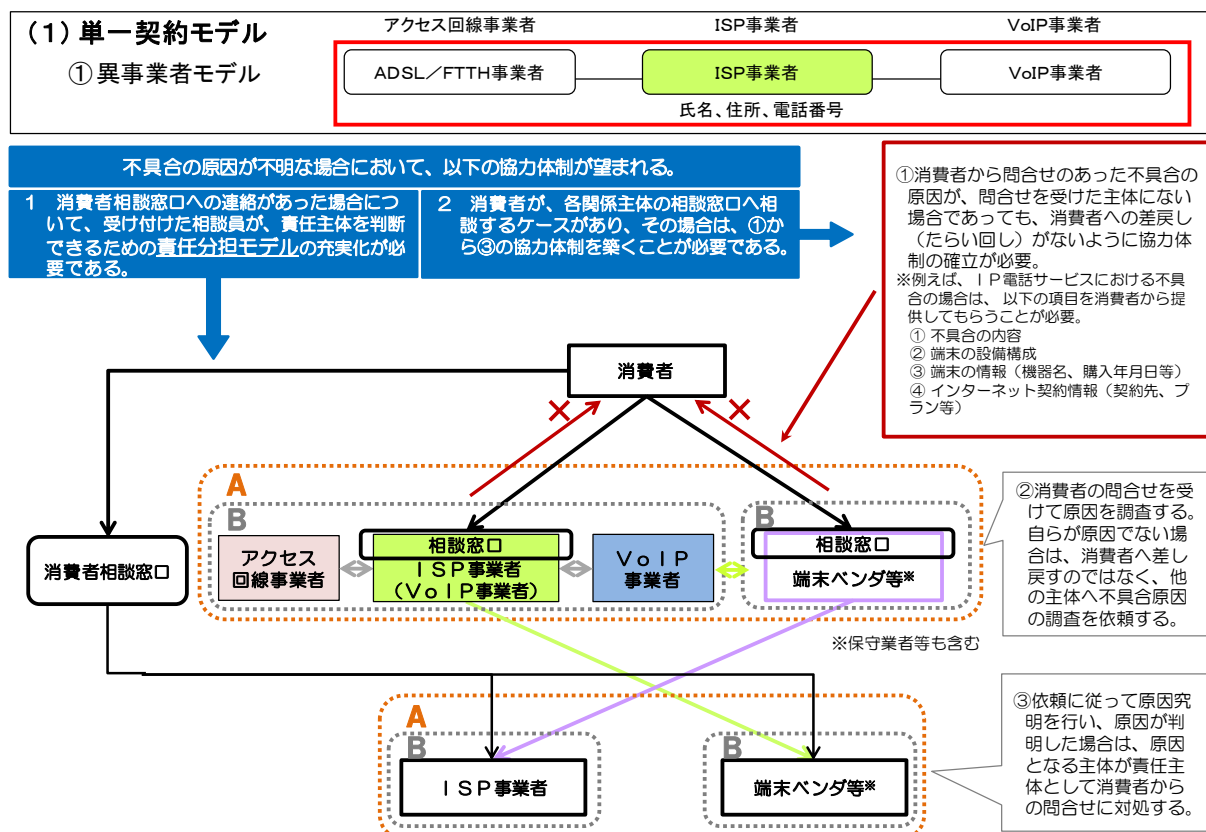 (1)単一契約モデル
①異事業者モデル
アクセス回線事業者
ISP事業者
VoIP事業者
ADSL/FTTH事業者
ISP事業者
VoIP事業者
氏名、住所、電話番号
不具合の原因が不明な場合において、以下の協力体制が望まれる。
1 消費者相談窓口への連絡があった場合につ
いて、受け付けた相談員が、責任主体を判断
できるための責任分担モデルの充実化が必
要である。
2 消費者が、各関係主体の相談窓口へ相
談するケースがあり、その場合は、①か
ら③の協力体制を築くことが必要である。
①消費者から問合せのあった不具合の
原因が、問合せを受けた主体にない
場合であっても、消費者への差戻し
(たらい回し)がないように協力体
制の確立が必要。
※例えば、IP電話サービスにおける不具
合の場合は、以下の項目を消費者から提
供してもらうことが必要。
① 不具合の内容
② 端末の設備構成
③ 端末の情報(機器名、購入年月日等)
④ インターネット契約情報(契約先、プ
ラン等)
消費者
×
×
A
B
B
消費者相談窓口
アクセス
回線事業者
相談窓口
ISP事業者
(VoIP事業者)
VoIP
事業者
相談窓口
端末ベンダ等※
②消費者の問合せを受
けて原因を調査する。
自らが原因でない場
合は、消費者へ差し
戻すのではなく、他
の主体へ不具合原因
の調査を依頼する。
※保守業者等も含む
A
B
B
ISP事業者
端末ベンダ等※
③依頼に従って原因究
明を行い、原因が判
明した場合は、原因
となる主体が責任主
体として消費者から
の問合せに対処する。